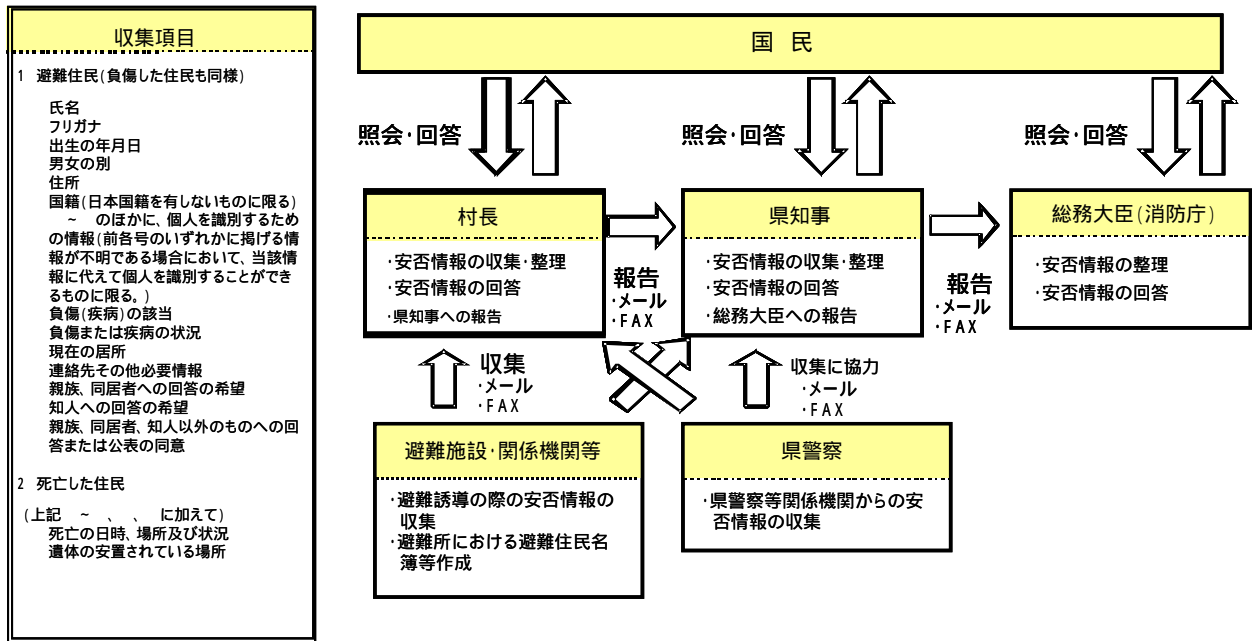 収集項目
1 避難住民(負傷した住民も同様)
氏名
フリガナ
出生の年月日
男女の別
住所
国籍(日本国籍を有しないものに限る)
~ のほかに、個人を識別するため
の情報(前各号のいずれかに掲げる情
報が不明である場合において、当該情
報に代えて個人を識別することができ
るものに限る。)
負傷(疾病)の該当
負傷または疾病の状況
現在の居所
連絡先その他必要情報
親族、同居者への回答の希望
知人への回答の希望
親族、同居者、知人以外のものへの回
答または公表の同意
2 死亡した住民
(上記 ~ 、 、 に加えて)
死亡の日時、場所及び状況
遺体の安置されている場所
国 民
照会・回答
照会・回答
照会・回答
村長
・安否情報の収集・整理
・安否情報の回答
・県知事への報告
報告
・メール
・FAX
県知事
・安否情報の収集・整理
・安否情報の回答
・総務大臣への報告
報告
・メール
・FAX
総務大臣(消防庁)
・安否情報の整理
・安否情報の回答
収集
・メール
・FAX
収集に協力
・メール
・FAX
避難施設・関係機関等
・避難誘導の際の安否情報の
収集
・避難所における避難住民名
簿等作成
県警察
・県警察等関係機関からの安
否情報の収集